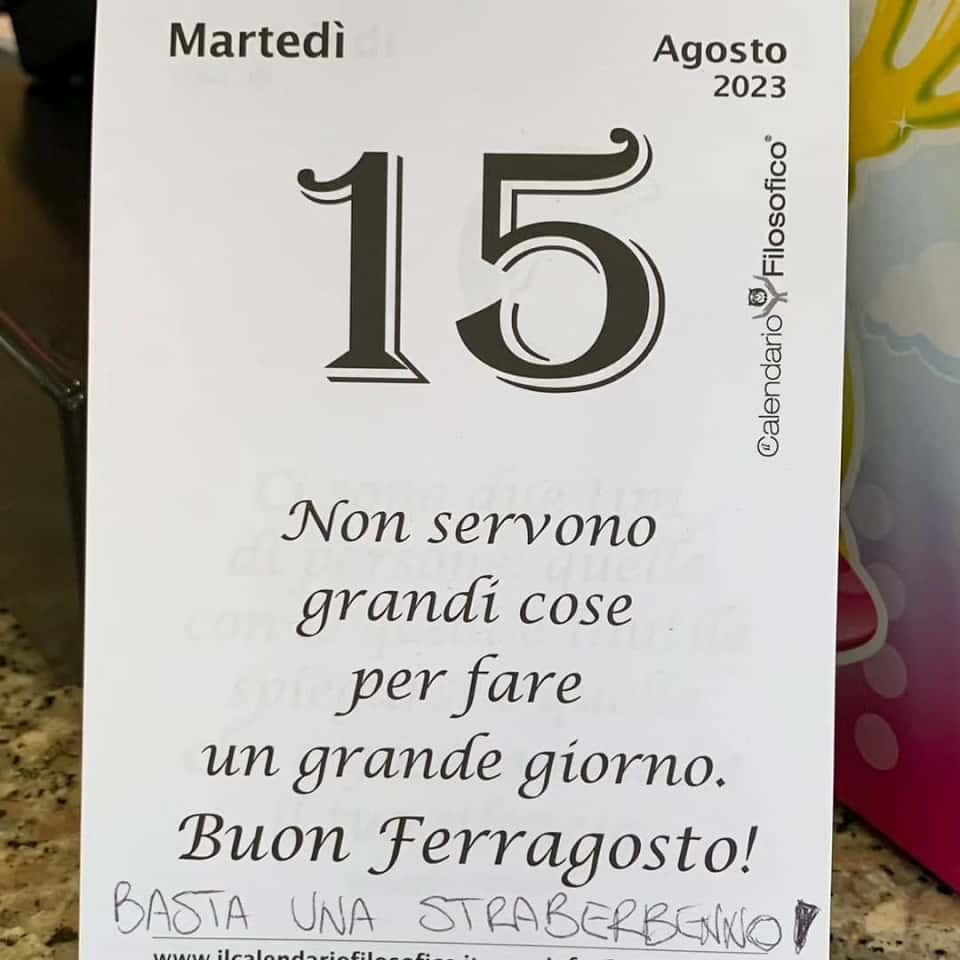 Martedì
Agosto
2023
15
il Calendario Filosofico®
Non servono
grandi cose
per fare
un grande giorno.
Buon Ferragosto!
BASTA UNA STRABERBENNO!